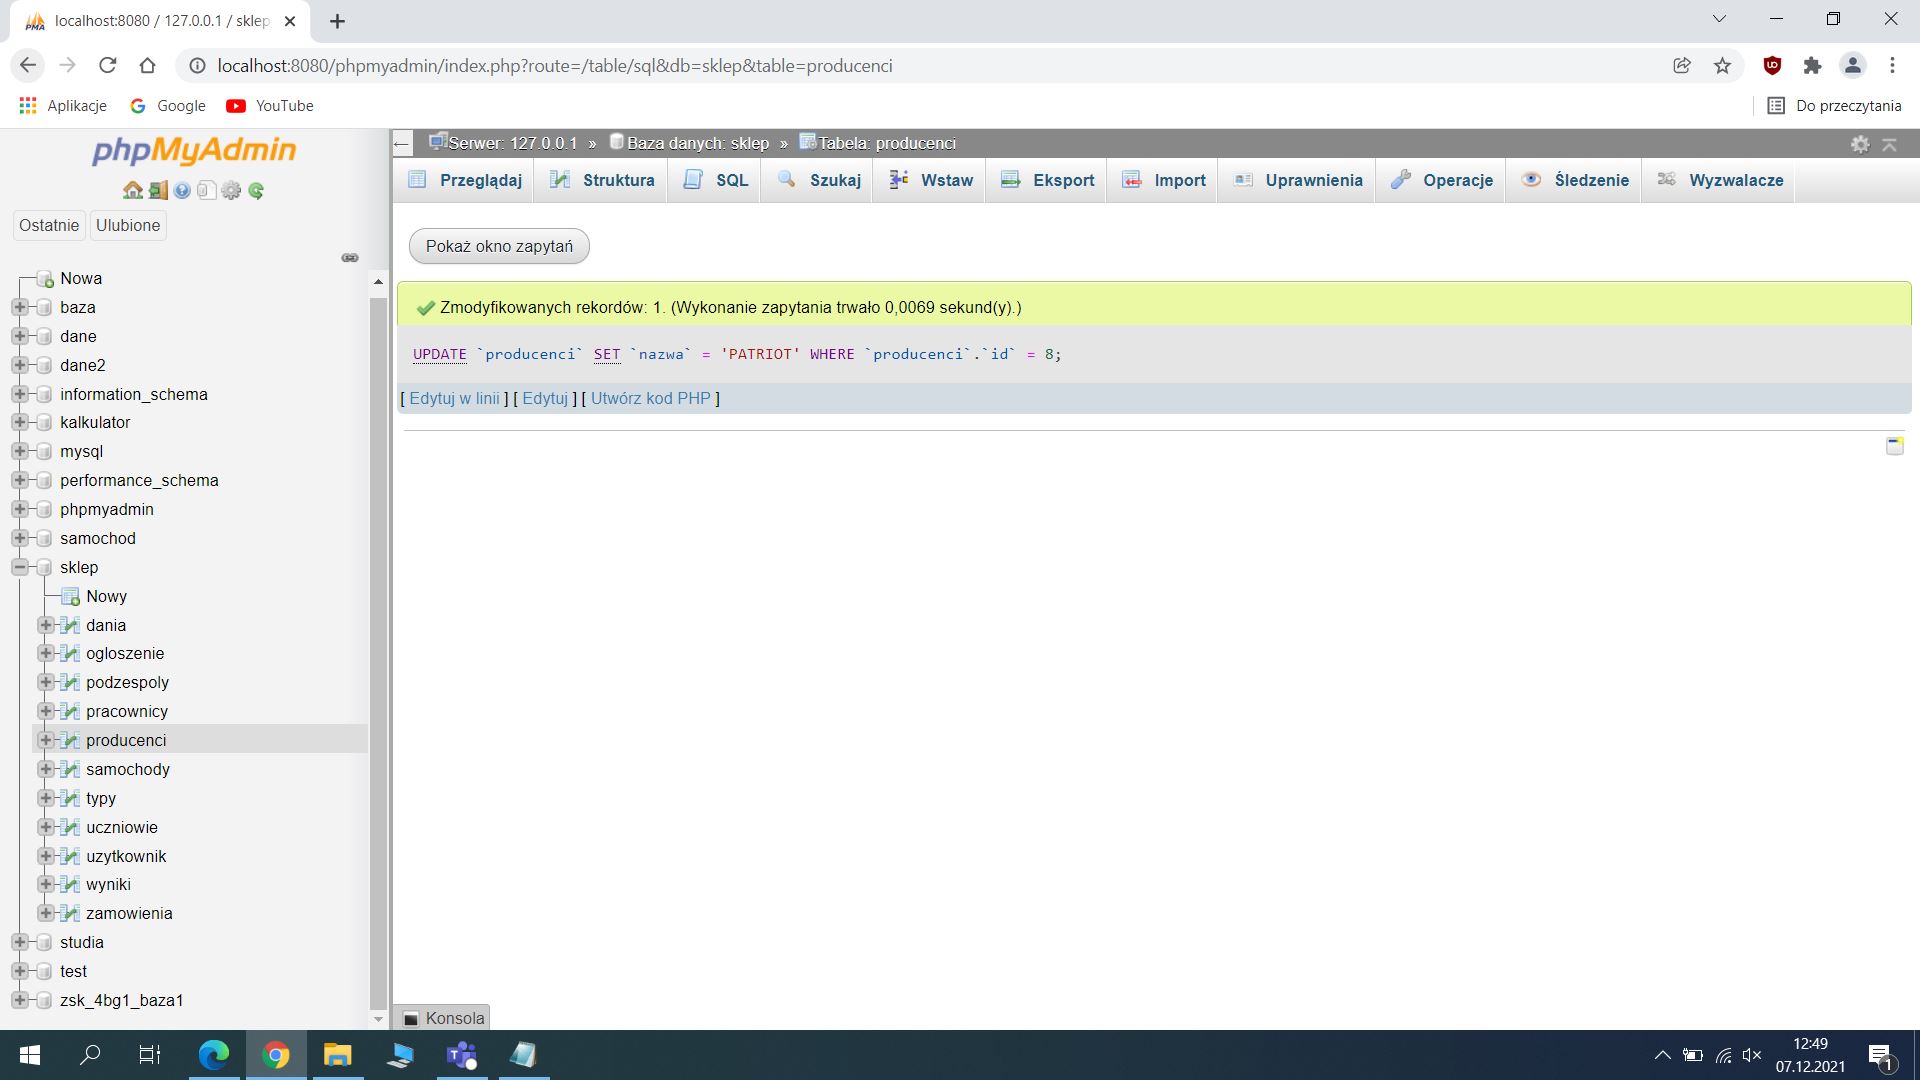 localhost:8080 / 127.0.0.1 / sklep
localhost:8080/phpmyadmin/index.php?route=/table/sql&db=sklep&table=producenci
Aplikacje Google YouTube Do przeczytania
phpMyAdmin
Ostatnie Ulubione
Nowa
baza
dane
dane2
information_schema
kalkulator
mysql
performance_schema
phpmyadmin
samochod
sklep
Nowy
dania
ogloszenie
podzespoly
pracownicy
producenci
samochody
typy
uczniowie
uzytkownik
wyniki
zamowienia
studia
test
zsk_4bg1_baza1
Serwer: 127.0.0.1 » Baza danych: sklep » Tabela: producenci
Przeglądaj Struktura SQL Szukaj Wstaw Eksport Import Uprawnienia Operacje Śledzenie Wyzwalacze
Pokaż okno zapytań
Zmodyfikowanych rekordów: 1. (Wykonanie zapytania trwało 0,0069 sekund(y).)
UPDATE `producenci` SET `nazwa` = 'PATRIOT' WHERE `producenci`.`id` = 8;
[ Edytuj w linii ] [ Edytuj ] [ Utwórz kod PHP ]
Konsola
12:49
07.12.2021
1